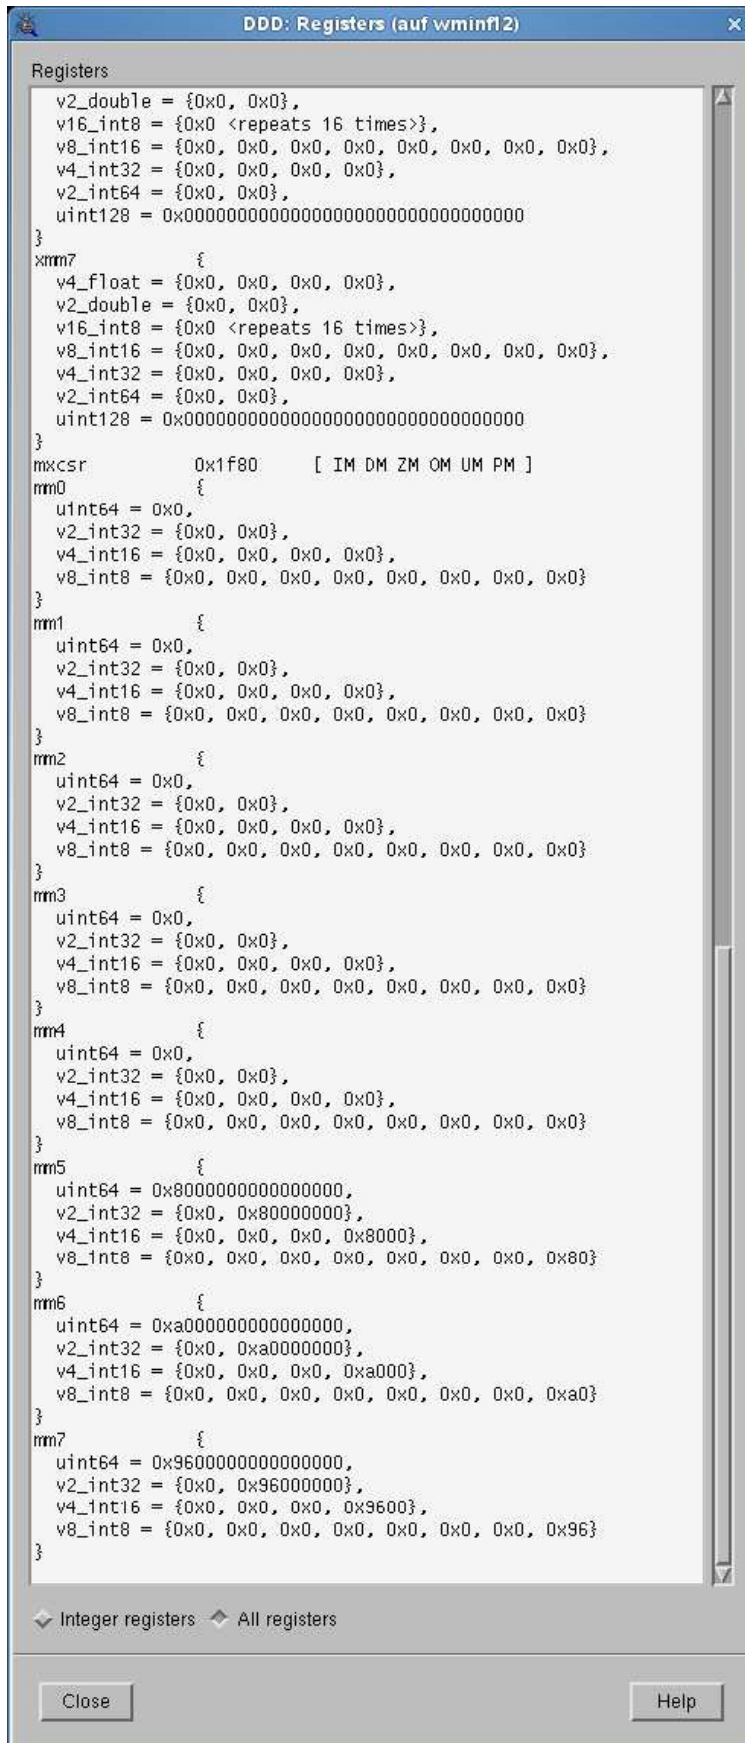 DDD: Registers (auf wminfl2)
Registers
v2_double = {0x0, 0x0},
v16_int8 = {0x0 <repeats 16 times>},
v8_int16 = {0x0, 0x0, 0x0, 0x0, 0x0, 0x0, 0x0, 0x0},
v4_int32 = {0x0, 0x0, 0x0, 0x0},
v2_int64 = {0x0, 0x0},
uint128 = 0x00000000000000000000000000000000
}
xmm7 {
v4_float = {0x0, 0x0, 0x0, 0x0},
v2_double = {0x0, 0x0},
v16_int8 = {0x0 <repeats 16 times>},
v8_int16 = {0x0, 0x0, 0x0, 0x0, 0x0, 0x0, 0x0, 0x0},
v4_int32 = {0x0, 0x0, 0x0, 0x0},
v2_int64 = {0x0, 0x0},
uint128 = 0x00000000000000000000000000000000
}
mxcsr 0x1f80 [ IM DM ZM OM UM PM ]
mm0 {
uint64 = 0x0,
v2_int32 = {0x0, 0x0},
v4_int16 = {0x0, 0x0, 0x0, 0x0},
v8_int8 = {0x0, 0x0, 0x0, 0x0, 0x0, 0x0, 0x0, 0x0}
}
mm1 {
uint64 = 0x0,
v2_int32 = {0x0, 0x0},
v4_int16 = {0x0, 0x0, 0x0, 0x0},
v8_int8 = {0x0, 0x0, 0x0, 0x0, 0x0, 0x0, 0x0, 0x0}
}
mm2 {
uint64 = 0x0,
v2_int32 = {0x0, 0x0},
v4_int16 = {0x0, 0x0, 0x0, 0x0},
v8_int8 = {0x0, 0x0, 0x0, 0x0, 0x0, 0x0, 0x0, 0x0}
}
mm3 {
uint64 = 0x0,
v2_int32 = {0x0, 0x0},
v4_int16 = {0x0, 0x0, 0x0, 0x0},
v8_int8 = {0x0, 0x0, 0x0, 0x0, 0x0, 0x0, 0x0, 0x0}
}
mm4 {
uint64 = 0x0,
v2_int32 = {0x0, 0x0},
v4_int16 = {0x0, 0x0, 0x0, 0x0},
v8_int8 = {0x0, 0x0, 0x0, 0x0, 0x0, 0x0, 0x0, 0x0}
}
mm5 {
uint64 = 0x8000000000000000,
v2_int32 = {0x0, 0x80000000},
v4_int16 = {0x0, 0x0, 0x0, 0x8000},
v8_int8 = {0x0, 0x0, 0x0, 0x0, 0x0, 0x0, 0x0, 0x80}
}
mm6 {
uint64 = 0xa000000000000000,
v2_int32 = {0x0, 0xa0000000},
v4_int16 = {0x0, 0x0, 0x0, 0xa000},
v8_int8 = {0x0, 0x0, 0x0, 0x0, 0x0, 0x0, 0x0, 0xa0}
}
mm7 {
uint64 = 0x9600000000000000,
v2_int32 = {0x0, 0x96000000},
v4_int16 = {0x0, 0x0, 0x0, 0x9600},
v8_int8 = {0x0, 0x0, 0x0, 0x0, 0x0, 0x0, 0x0, 0x96}
}
Integer registers All registers
Close Help